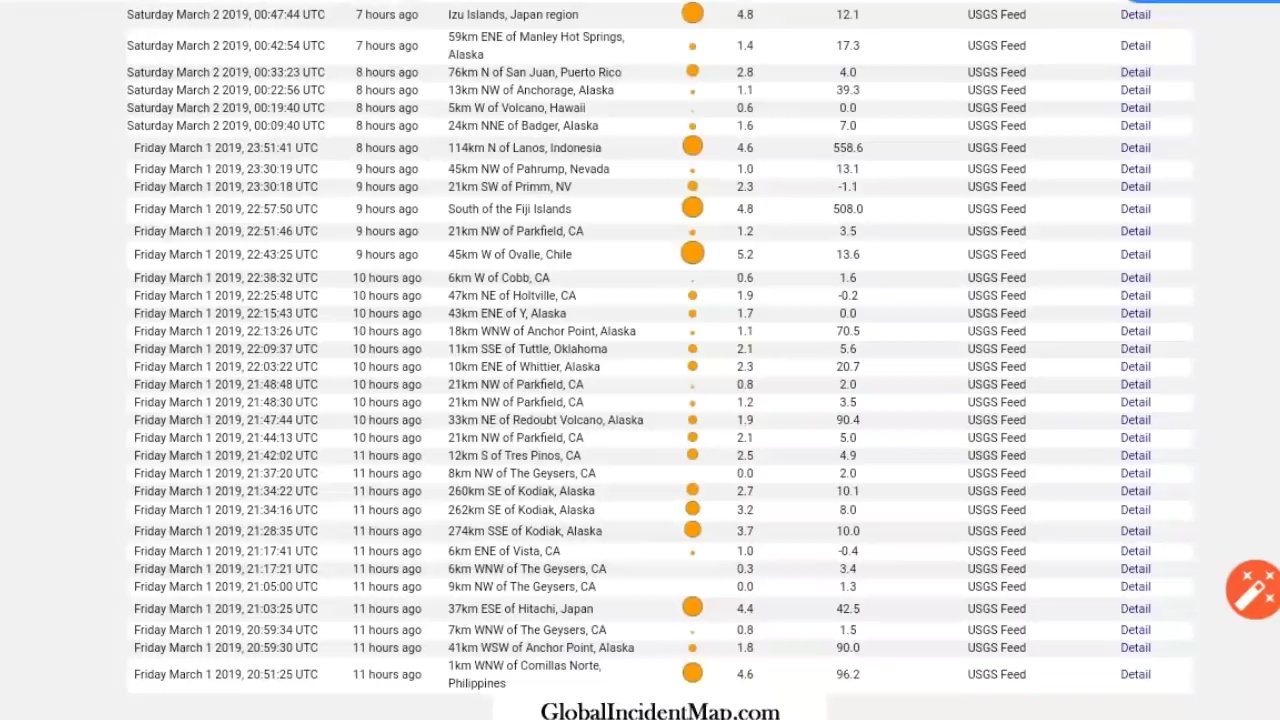 Saturday March 2 2019, 00:47:44 UTC 7 hours ago Izu Islands, Japan region 4.8 12.1 USGS Feed Detail
Saturday March 2 2019, 00:42:54 UTC 7 hours ago 59km ENE of Manley Hot Springs, 1.4 17.3 USGS Feed Detail
Alaska
Saturday March 2 2019, 00:33:23 UTC 8 hours ago 76km N of San Juan, Puerto Rico 2.8 4.0 USGS Feed Detail
Saturday March 2 2019, 00:22:56 UTC 8 hours ago 13km NW of Anchorage, Alaska 1.1 39.3 USGS Feed Detail
Saturday March 2 2019, 00:19:40 UTC 8 hours ago 5km W of Volcano, Hawaii 0.6 0.0 USGS Feed Detail
Saturday March 2 2019, 00:09:40 UTC 8 hours ago 24km NNE of Badger, Alaska 1.6 7.0 USGS Feed Detail
Friday March 1 2019, 23:51:41 UTC 8 hours ago 114km N of Lanos, Indonesia 4.6 558.6 USGS Feed Detail
Friday March 1 2019, 23:30:19 UTC 9 hours ago 45km NW of Pahrump, Nevada 1.0 13.1 USGS Feed Detail
Friday March 1 2019, 23:30:18 UTC 9 hours ago 21km SW of Primm, NV 2.3 -1.1 USGS Feed Detail
Friday March 1 2019, 22:57:50 UTC 9 hours ago South of the Fiji Islands 4.8 508.0 USGS Feed Detail
Friday March 1 2019, 22:51:46 UTC 9 hours ago 21km NW of Parkfield, CA 1.2 3.5 USGS Feed Detail
Friday March 1 2019, 22:43:25 UTC 9 hours ago 45km W of Ovalle, Chile 5.2 13.6 USGS Feed Detail
Friday March 1 2019, 22:38:32 UTC 10 hours ago 6km W of Cobb, CA 0.6 1.6 USGS Feed Detail
Friday March 1 2019, 22:25:48 UTC 10 hours ago 47km NE of Holtville, CA 1.9 -0.2 USGS Feed Detail
Friday March 1 2019, 22:15:43 UTC 10 hours ago 43km ENE of Y, Alaska 1.7 0.0 USGS Feed Detail
Friday March 1 2019, 22:13:26 UTC 10 hours ago 18km WNW of Anchor Point, Alaska 1.1 70.5 USGS Feed Detail
Friday March 1 2019, 22:09:37 UTC 10 hours ago 11km SSE of Tuttle, Oklahoma 2.1 5.6 USGS Feed Detail
Friday March 1 2019, 22:03:22 UTC 10 hours ago 10km ENE of Whittier, Alaska 2.3 20.7 USGS Feed Detail
Friday March 1 2019, 21:48:48 UTC 10 hours ago 21km NW of Parkfield, CA 0.8 2.0 USGS Feed Detail
Friday March 1 2019, 21:48:30 UTC 10 hours ago 21km NW of Parkfield, CA 1.2 3.5 USGS Feed Detail
Friday March 1 2019, 21:47:44 UTC 10 hours ago 33km NE of Redoubt Volcano, Alaska 1.9 90.4 USGS Feed Detail
Friday March 1 2019, 21:44:13 UTC 10 hours ago 21km NW of Parkfield, CA 2.1 5.0 USGS Feed Detail
Friday March 1 2019, 21:42:02 UTC 11 hours ago 12km S of Tres Pinos, CA 2.5 4.9 USGS Feed Detail
Friday March 1 2019, 21:37:20 UTC 11 hours ago 8km NW of The Geysers, CA 0.0 2.0 USGS Feed Detail
Friday March 1 2019, 21:34:22 UTC 11 hours ago 260km SE of Kodiak, Alaska 2.7 10.1 USGS Feed Detail
Friday March 1 2019, 21:34:16 UTC 11 hours ago 262km SE of Kodiak, Alaska 3.2 8.0 USGS Feed Detail
Friday March 1 2019, 21:28:35 UTC 11 hours ago 274km SSE of Kodiak, Alaska 3.7 10.0 USGS Feed Detail
Friday March 1 2019, 21:17:41 UTC 11 hours ago 6km ENE of Vista, CA 1.0 -0.4 USGS Feed Detail
Friday March 1 2019, 21:17:21 UTC 11 hours ago 6km WNW of The Geysers, CA 0.3 3.4 USGS Feed Detail
Friday March 1 2019, 21:05:00 UTC 11 hours ago 9km NW of The Geysers, CA 0.0 1.3 USGS Feed Detail
Friday March 1 2019, 21:03:25 UTC 11 hours ago 37km ESE of Hitachi, Japan 4.4 42.5 USGS Feed Detail
Friday March 1 2019, 20:59:34 UTC 11 hours ago 7km WNW of The Geysers, CA 0.8 1.5 USGS Feed Detail
Friday March 1 2019, 20:59:30 UTC 11 hours ago 41km WSW of Anchor Point, Alaska 1.8 90.0 USGS Feed Detail
Friday March 1 2019, 20:51:25 UTC 11 hours ago 1km WNW of Comillas Norte, 4.6 96.2 USGS Feed Detail
Philippines
GlobalIncidentMap.com